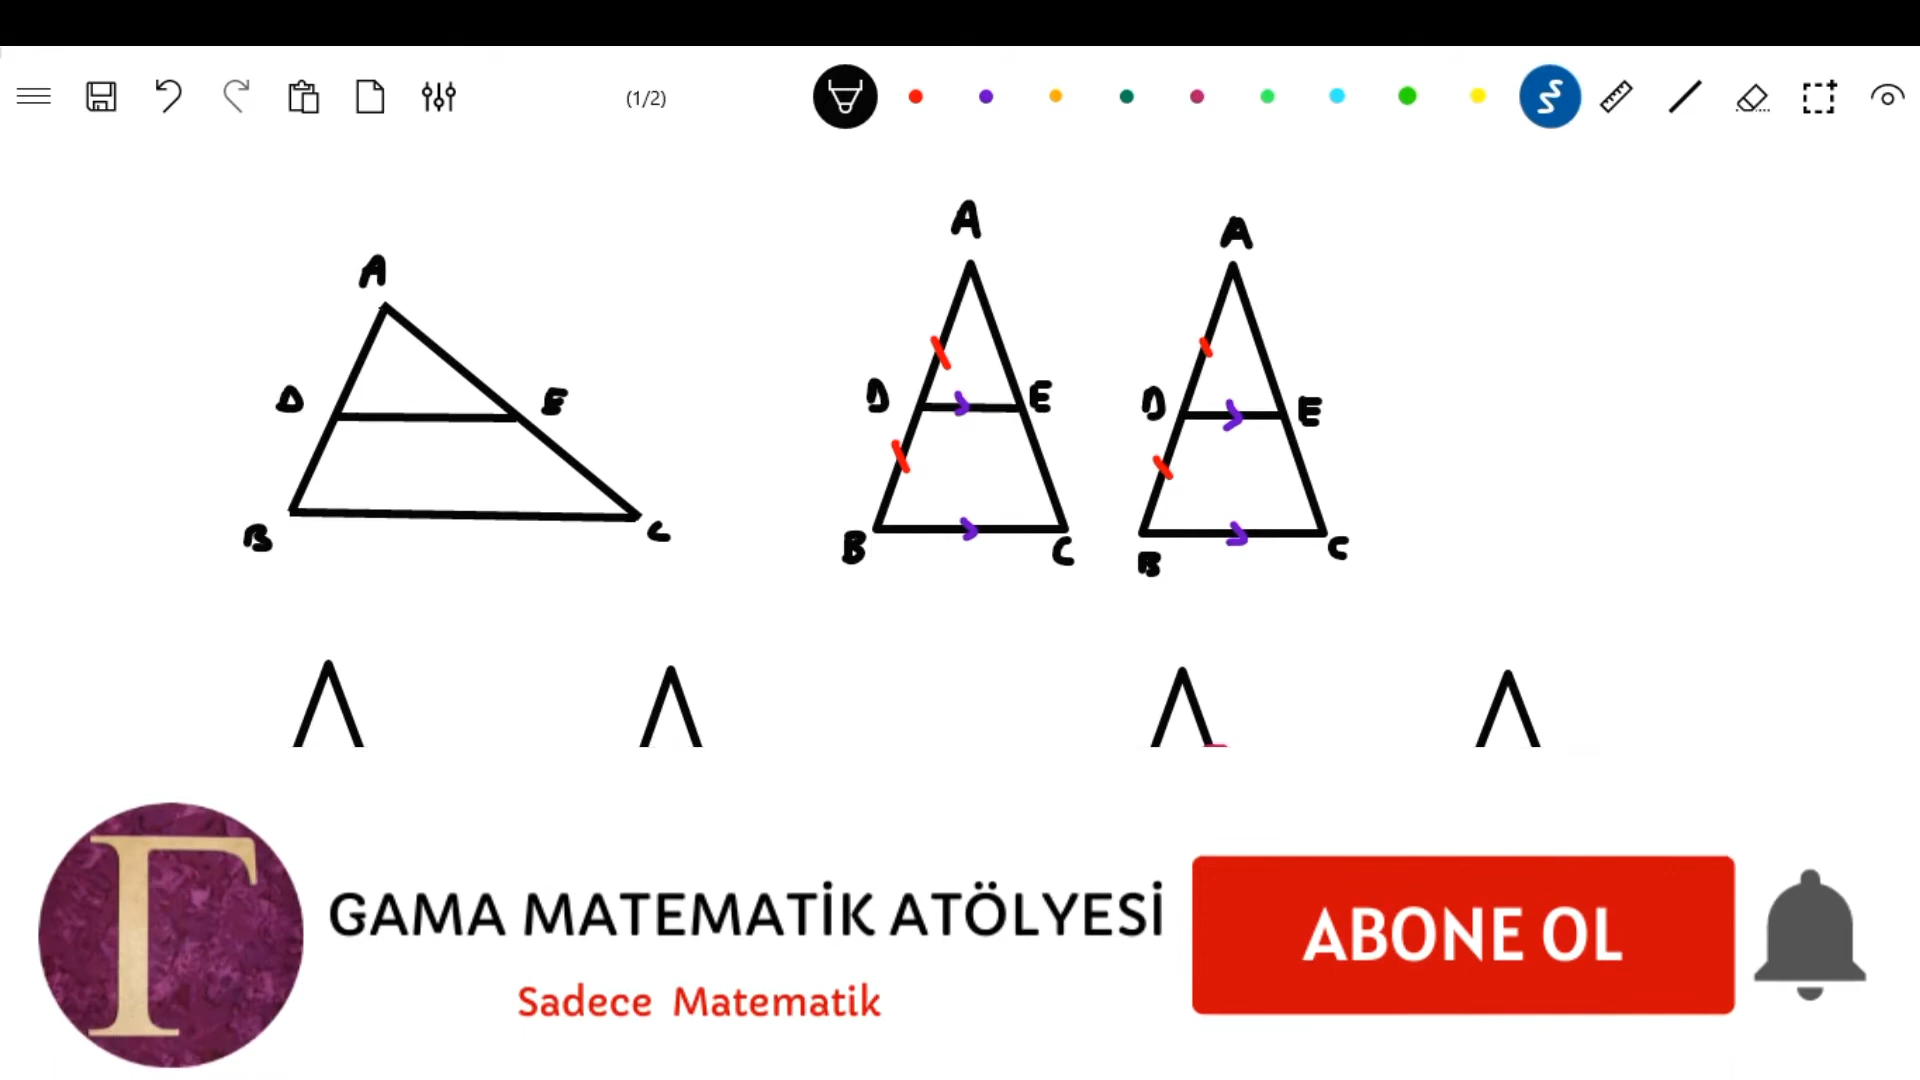 (1/2)
A
A
A
D
E
D
E
D
E
B
C
B
C
B
C
GAMA MATEMATİK ATÖLYESİ
Sadece Matematik
ABONE OL